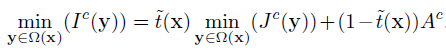 min_{y∈Ω(x)} (I^c(y)) = t̃(x) min_{y∈Ω(x)} (J^c(y)) + (1−t̃(x))A^c